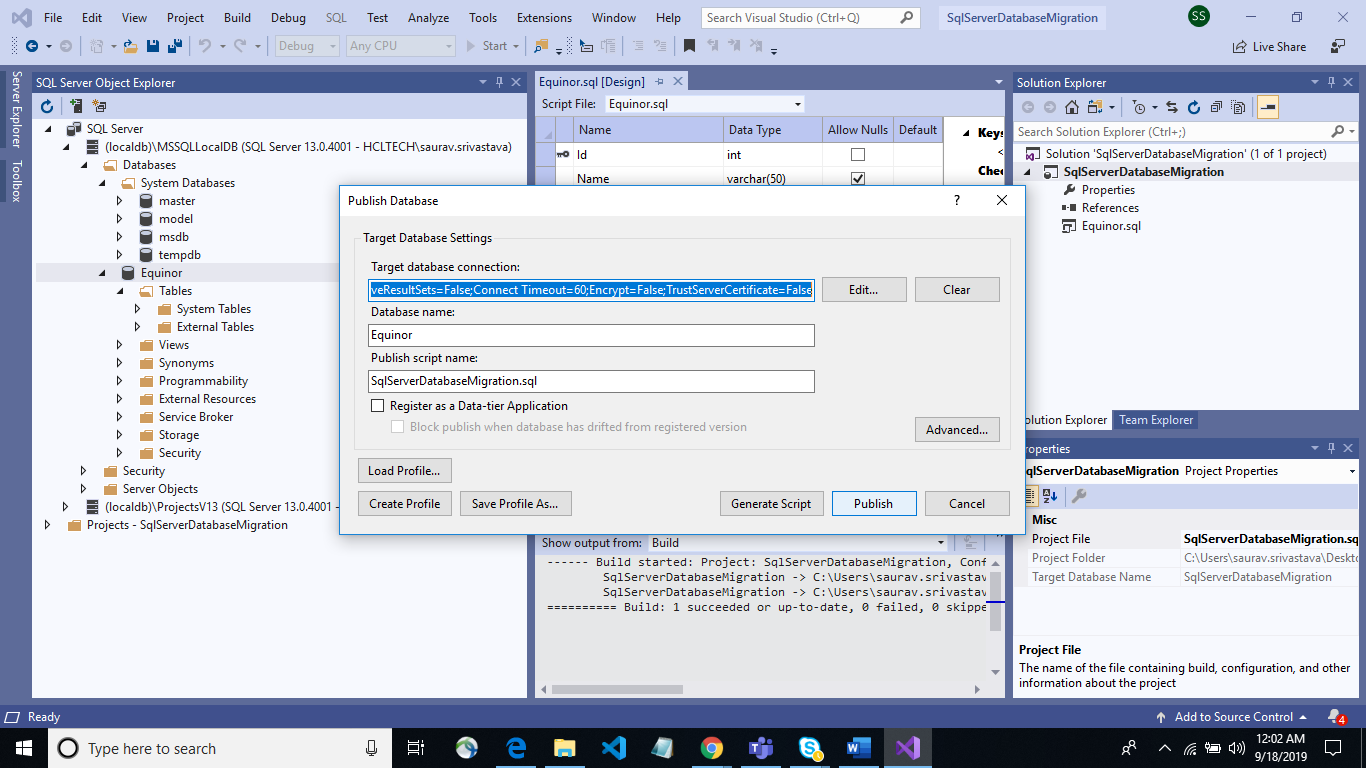 File Edit View Project Build Debug SQL Test Analyze Tools Extensions Window Help Search Visual Studio (Ctrl+Q) SqlServerDatabaseMigration SS
Debug Any CPU Start Live Share
Server Explorer
Toolbox
SQL Server Object Explorer
SQL Server
(localdb)\MSSQLLocalDB (SQL Server 13.0.4001 - HCLTECH\saurav.srivastava)
Databases
System Databases
master
model
msdb
tempdb
Equinor
Tables
System Tables
External Tables
Views
Synonyms
Programmability
External Resources
Service Broker
Storage
Security
Security
Server Objects
(localdb)\ProjectsV13 (SQL Server 13.0.4001 -
Projects - SqlServerDatabaseMigration
Equinor.sql [Design]
Script File: Equinor.sql
Name Data Type Allow Nulls Default
Id int
Name varchar(50)
Keys
<
Chec
Publish Database ?
Target Database Settings
Target database connection:
veResultSets=False;Connect Timeout=60;Encrypt=False;TrustServerCertificate=False Edit... Clear
Database name:
Equinor
Publish script name:
SqlServerDatabaseMigration.sql
Register as a Data-tier Application
Block publish when database has drifted from registered version
Advanced...
Load Profile...
Create Profile Save Profile As... Generate Script Publish Cancel
Show output from: Build
------ Build started: Project: SqlServerDatabaseMigration, Conf
SqlServerDatabaseMigration -> C:\Users\saurav.srivastav
SqlServerDatabaseMigration -> C:\Users\saurav.srivastav
========== Build: 1 succeeded or up-to-date, 0 failed, 0 skippe
Solution Explorer
Search Solution Explorer (Ctrl+;)
Solution 'SqlServerDatabaseMigration' (1 of 1 project)
SqlServerDatabaseMigration
Properties
References
Equinor.sql
olution Explorer Team Explorer
roperties
qlServerDatabaseMigration Project Properties
Misc
Project File SqlServerDatabaseMigration.sq
Project Folder C:\Users\saurav.srivastava\Deskto
Target Database Name SqlServerDatabaseMigration
Project File
The name of the file containing build, configuration, and other
information about the project
Ready Add to Source Control 4
Type here to search
12:02 AM
9/18/2019